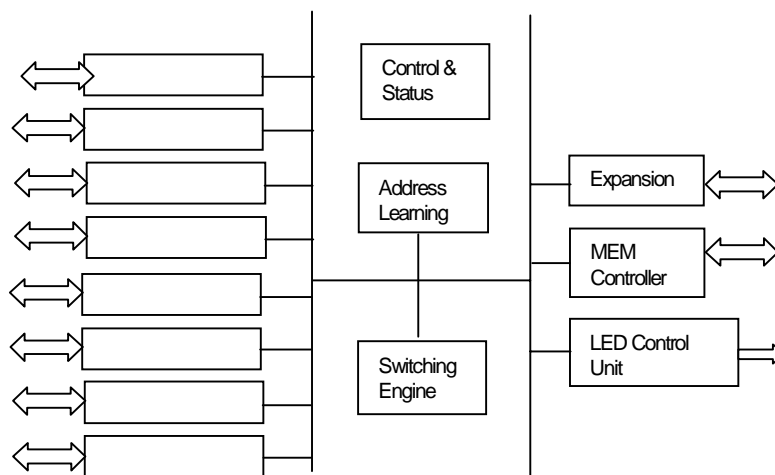 Control &
Status
Address
Learning
Switching
Engine
Expansion
MEM
Controller
LED Control
Unit